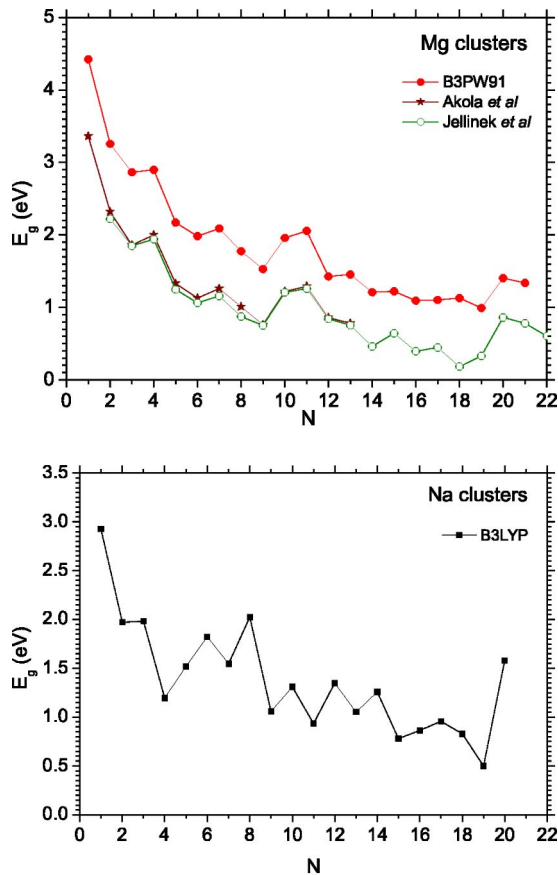 Mg clusters
B3PW91
Akola et al
Jellinek et al
E_g (eV)
5
4
3
2
1
0
0 2 4 6 8 10 12 14 16 18 20 22
N
Na clusters
B3LYP
E_g (eV)
3.5
3.0
2.5
2.0
1.5
1.0
0.5
0.0
0 2 4 6 8 10 12 14 16 18 20 22
N